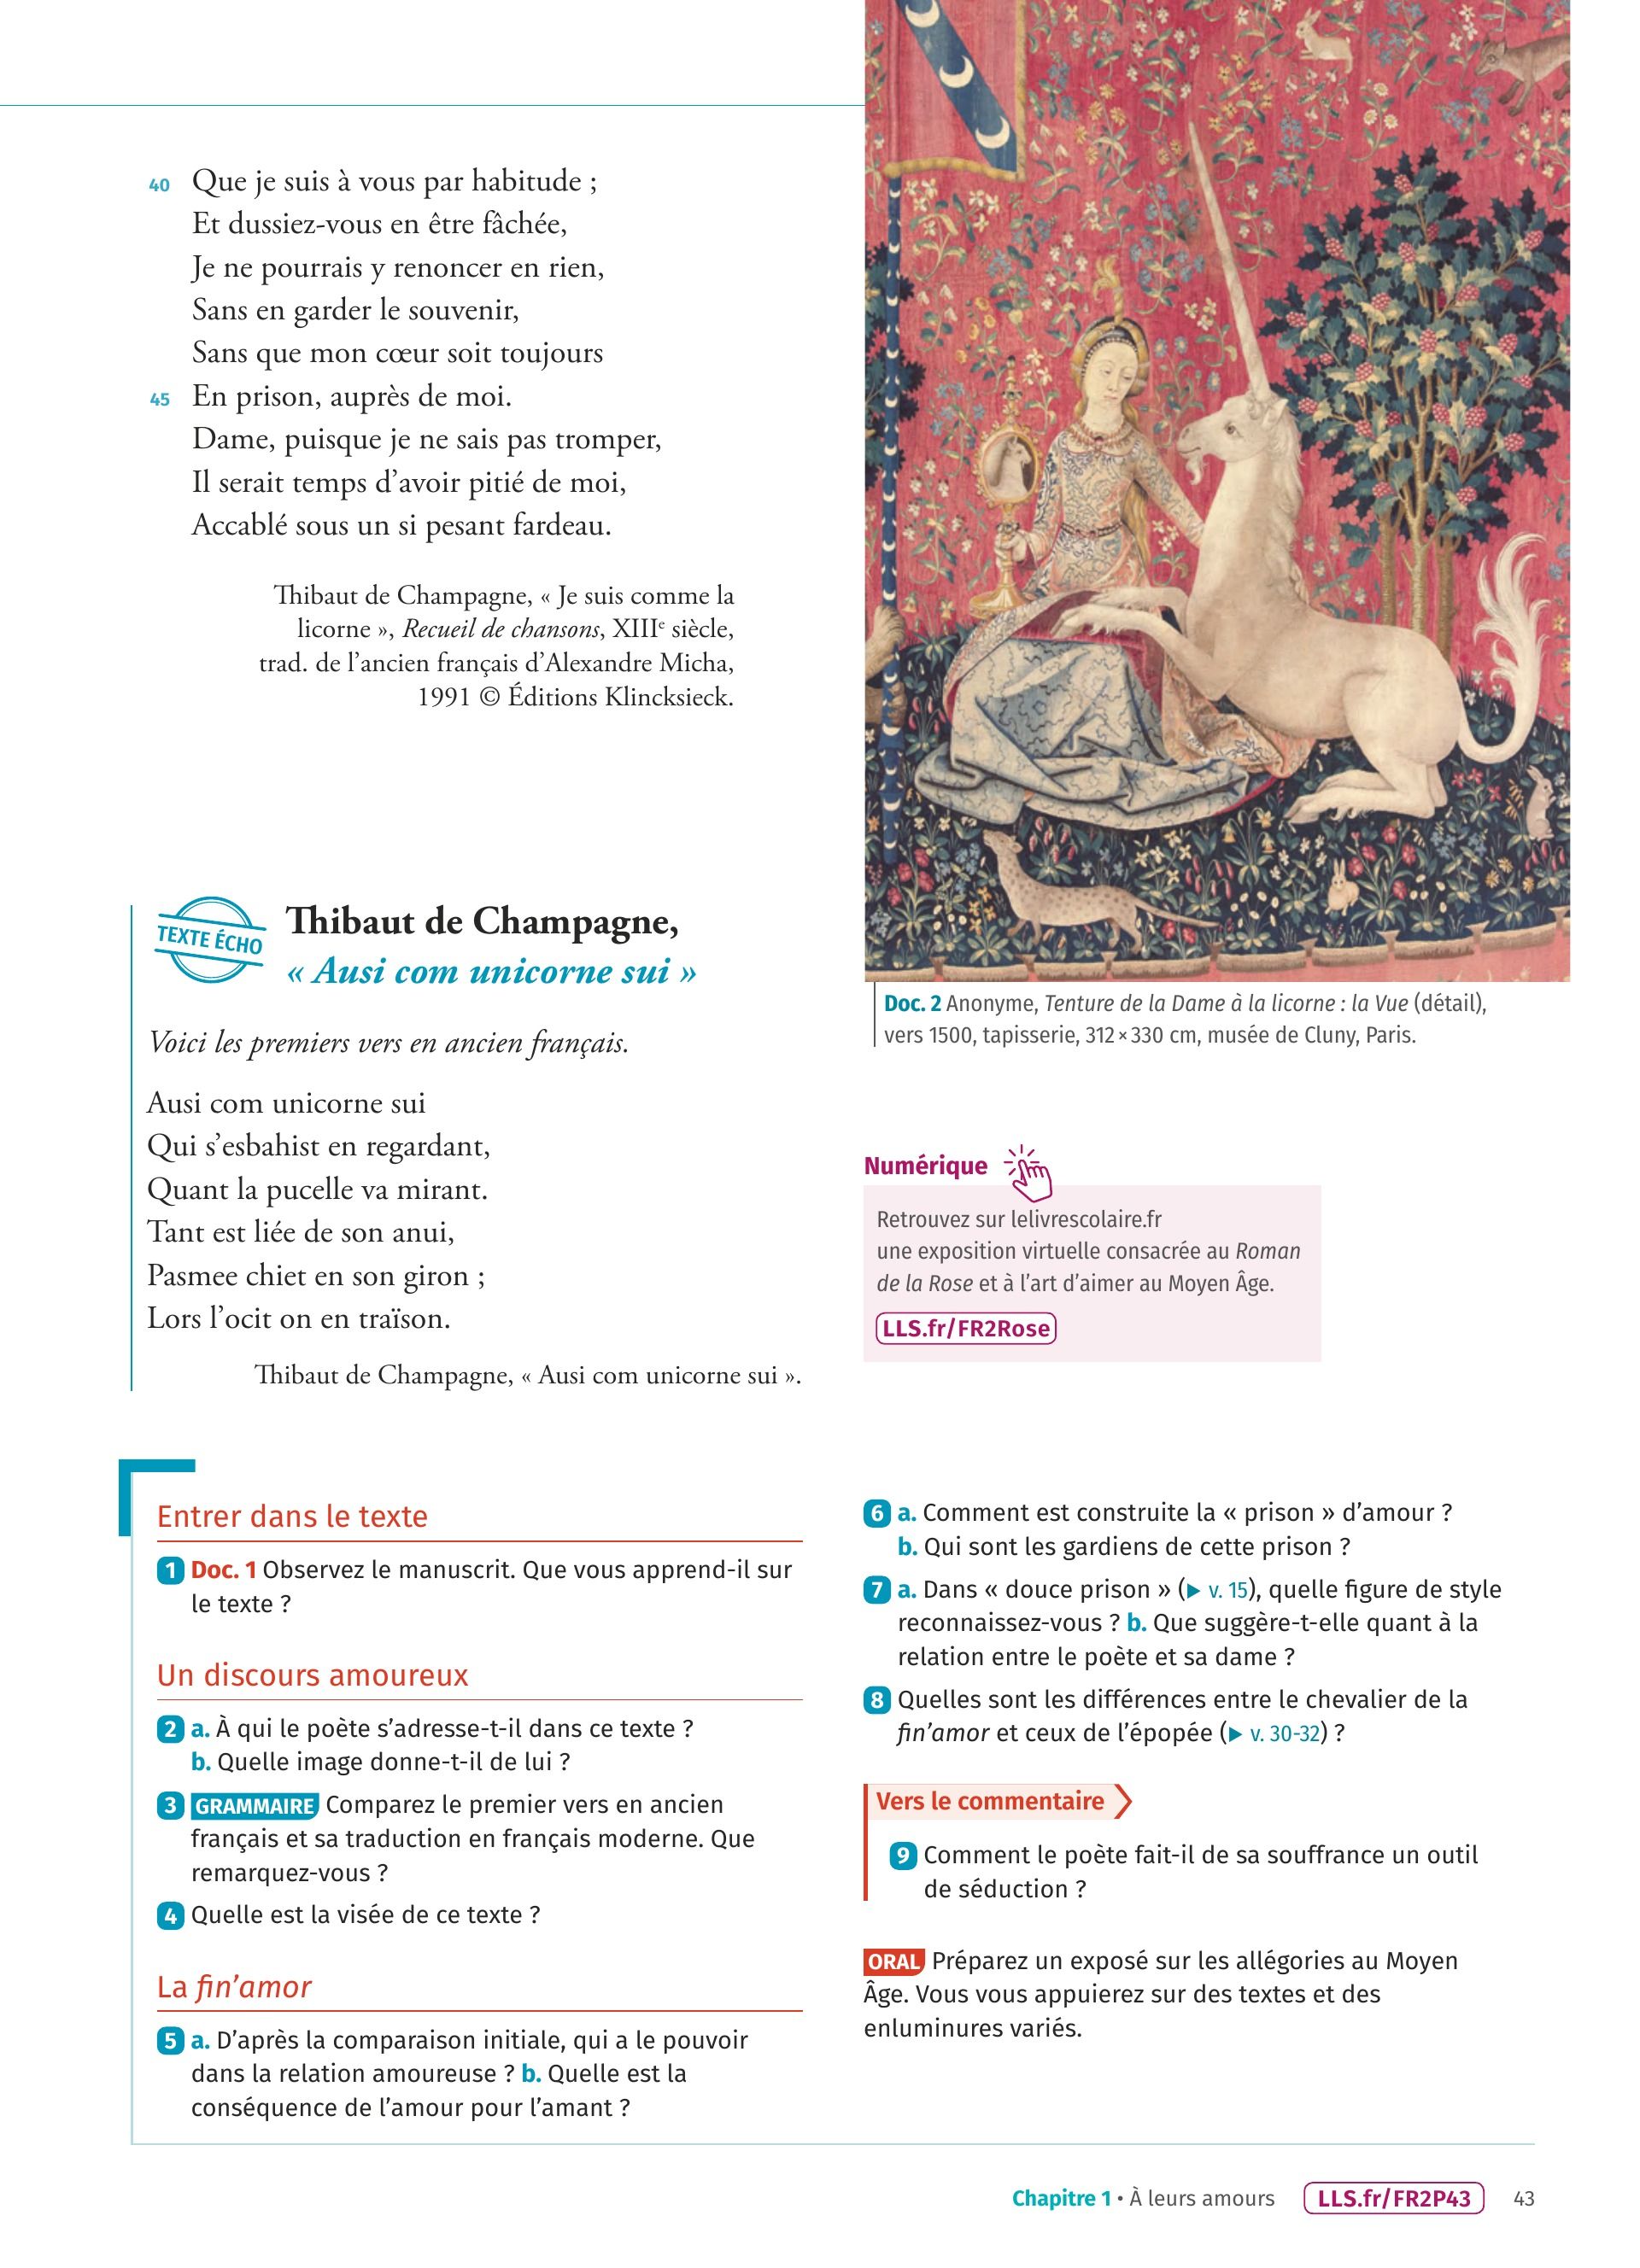 40 Que je suis à vous par habitude ;
Et dussiez-vous en être fâchée,
Je ne pourrais y renoncer en rien,
Sans en garder le souvenir,
Sans que mon cœur soit toujours
45 En prison, auprès de moi.
Dame, puisque je ne sais pas tromper,
Il serait temps d’avoir pitié de moi,
Accablé sous un si pesant fardeau.
Thibaut de Champagne, « Je suis comme la
licorne », Recueil de chansons, XIIIe siècle,
trad. de l’ancien français d’Alexandre Micha,
1991 © Éditions Klincksieck.
Doc. 2 Anonyme, Tenture de la Dame à la licorne : la Vue (détail),
vers 1500, tapisserie, 312 × 330 cm, musée de Cluny, Paris.
TEXTE ÉCHO
Thibaut de Champagne,
« Ausi com unicorne sui »
Voici les premiers vers en ancien français.
Ausi com unicorne sui
Qui s’esbahist en regardant,
Quant la pucelle va mirant.
Tant est liée de son anui,
Pasmee chiet en son giron ;
Lors l’ocit on en traïson.
Thibaut de Champagne, « Ausi com unicorne sui ».
Numérique
Retrouvez sur lelivrescolaire.fr
une exposition virtuelle consacrée au Roman
de la Rose et à l’art d’aimer au Moyen Âge.
LLS.fr/FR2Rose
Entrer dans le texte
1 Doc. 1 Observez le manuscrit. Que vous apprend-il sur
le texte ?
Un discours amoureux
2 a. À qui le poète s’adresse-t-il dans ce texte ?
b. Quelle image donne-t-il de lui ?
3 GRAMMAIRE Comparez le premier vers en ancien
français et sa traduction en français moderne. Que
remarquez-vous ?
4 Quelle est la visée de ce texte ?
La fin’amor
5 a. D’après la comparaison initiale, qui a le pouvoir
dans la relation amoureuse ? b. Quelle est la
conséquence de l’amour pour l’amant ?
6 a. Comment est construite la « prison » d’amour ?
b. Qui sont les gardiens de cette prison ?
7 a. Dans « douce prison » (▶ v. 15), quelle figure de style
reconnaissez-vous ? b. Que suggère-t-elle quant à la
relation entre le poète et sa dame ?
8 Quelles sont les différences entre le chevalier de la
fin’amor et ceux de l’épopée (▶ v. 30-32) ?
Vers le commentaire
9 Comment le poète fait-il de sa souffrance un outil
de séduction ?
ORAL Préparez un exposé sur les allégories au Moyen
Âge. Vous vous appuierez sur des textes et des
enluminures variés.
Chapitre 1 • À leurs amours LLS.fr/FR2P43 43